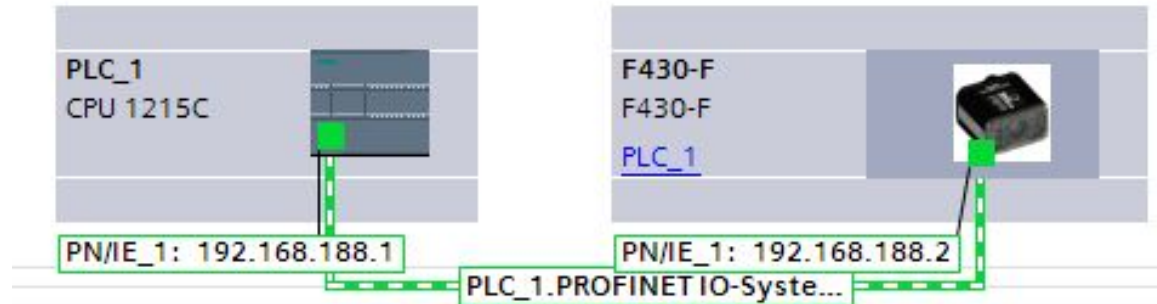 PLC_1
CPU 1215C
F430-F
F430-F
PLC_1
PN/IE_1: 192.168.188.1
PN/IE_1: 192.168.188.2
PLC_1.PROFINET IO-Syste...